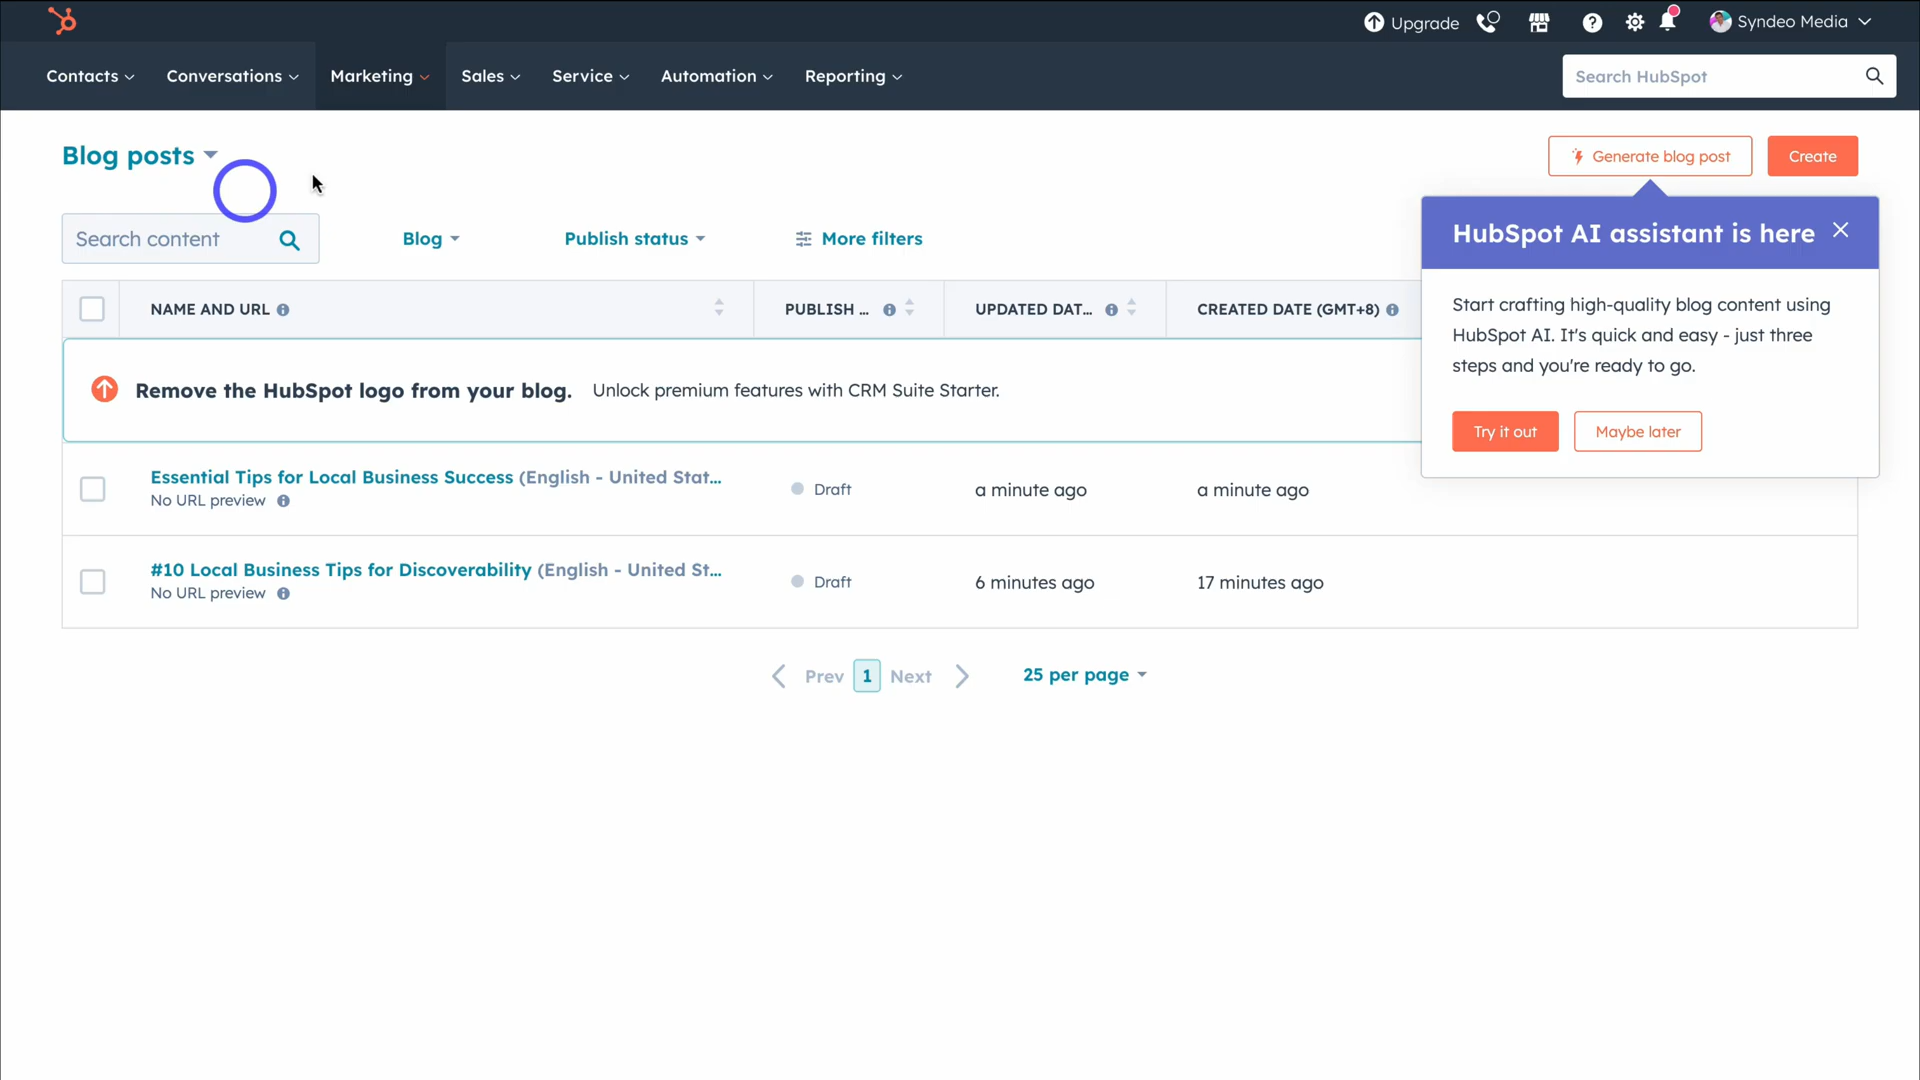 Upgrade
Syndeo Media
Contacts
Conversations
Marketing
Sales
Service
Automation
Reporting
Search HubSpot
Blog posts
Generate blog post
Create
Search content
Blog
Publish status
More filters
HubSpot AI assistant is here
Start crafting high-quality blog content using
HubSpot AI. It's quick and easy - just three
steps and you're ready to go.
Try it out
Maybe later
NAME AND URL
PUBLISH ...
UPDATED DAT...
CREATED DATE (GMT+8)
Remove the HubSpot logo from your blog. Unlock premium features with CRM Suite Starter.
Essential Tips for Local Business Success (English - United Stat...
No URL preview
Draft
a minute ago
a minute ago
#10 Local Business Tips for Discoverability (English - United St...
No URL preview
Draft
6 minutes ago
17 minutes ago
Prev 1 Next
25 per page